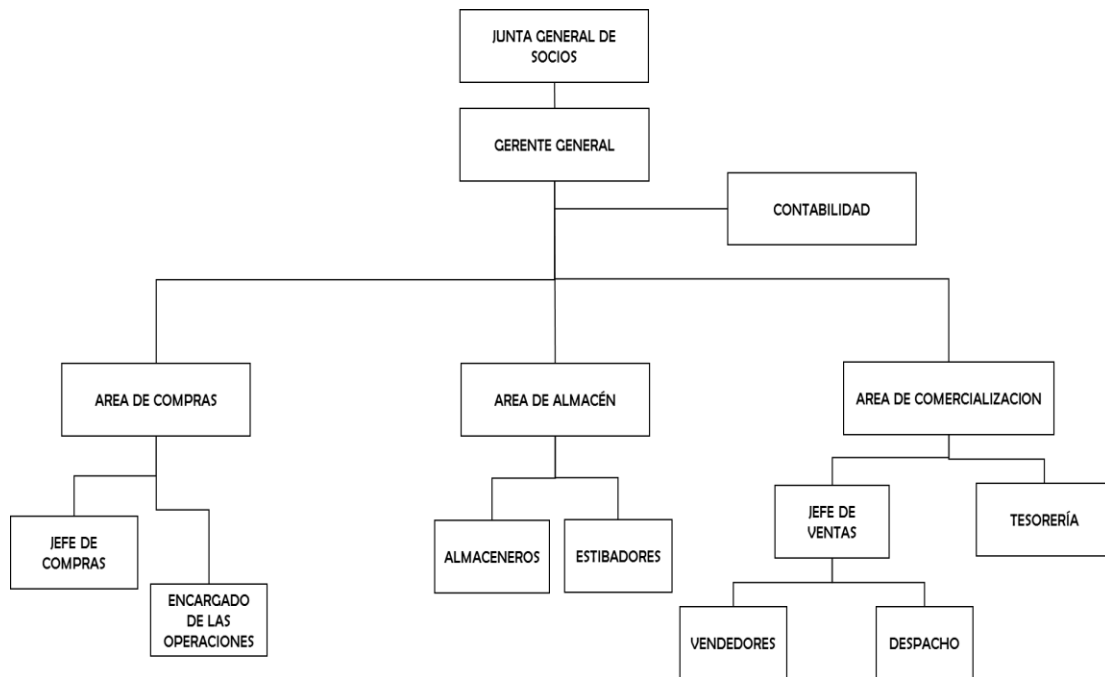 JUNTA GENERAL DE
SOCIOS
GERENTE GENERAL
CONTABILIDAD
AREA DE COMPRAS
AREA DE ALMACÉN
AREA DE COMERCIALIZACION
JEFE DE
COMPRAS
ENCARGADO
DE LAS
OPERACIONES
ALMACENEROS
ESTIBADORES
JEFE DE
VENTAS
TESORERÍA
VENDEDORES
DESPACHO